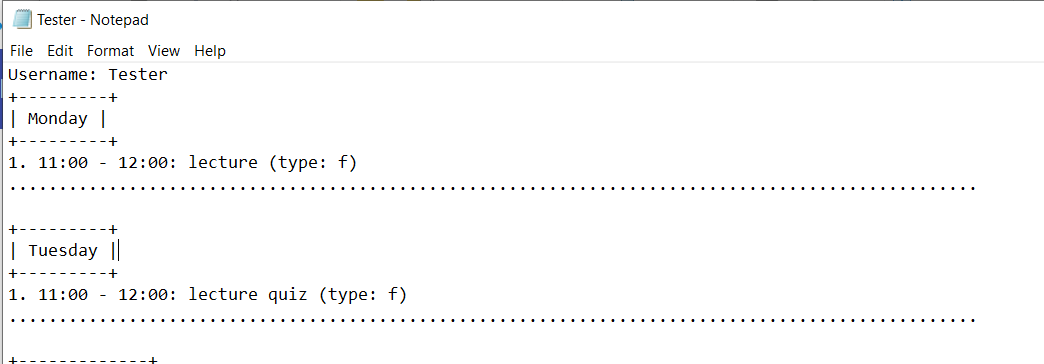 Tester - Notepad
File Edit Format View Help
Username: Tester
+---------+
| Monday |
+---------+
1. 11:00 - 12:00: lecture (type: f)
.................................................................................................
+---------+
| Tuesday |
+---------+
1. 11:00 - 12:00: lecture quiz (type: f)
.................................................................................................
+-------------+